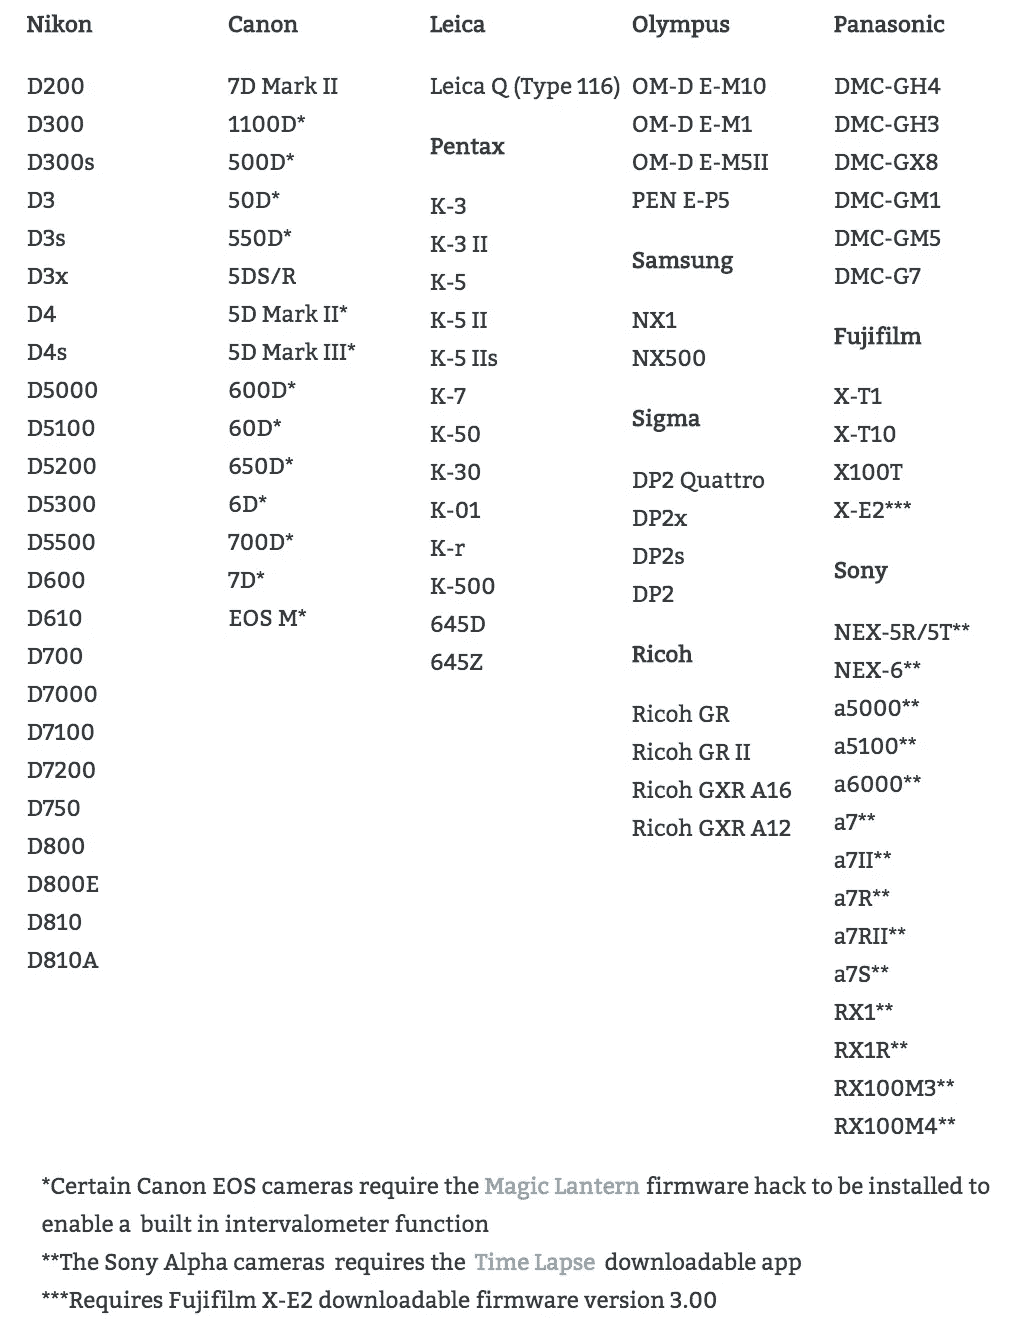 Nikon
D200
D300
D300s
D3
D3s
D3x
D4
D4s
D5000
D5100
D5200
D5300
D5500
D600
D610
D700
D7000
D7100
D7200
D750
D800
D800E
D810
D810A
Canon
7D Mark II
1100D*
500D*
50D*
550D*
5DS/R
5D Mark II*
5D Mark III*
600D*
60D*
650D*
6D*
700D*
7D*
EOS M*
Leica
Leica Q (Type 116)
Pentax
K-3
K-3 II
K-5
K-5 II
K-5 IIs
K-7
K-50
K-30
K-01
K-r
K-500
645D
645Z
Olympus
OM-D E-M10
OM-D E-M1
OM-D E-M5II
PEN E-P5
Samsung
NX1
NX500
Sigma
DP2 Quattro
DP2x
DP2s
DP2
Ricoh
Ricoh GR
Ricoh GR II
Ricoh GXR A16
Ricoh GXR A12
Panasonic
DMC-GH4
DMC-GH3
DMC-GX8
DMC-GM1
DMC-GM5
DMC-G7
Fujifilm
X-T1
X-T10
X100T
X-E2***
Sony
NEX-5R/5T**
NEX-6**
a5000**
a5100**
a6000**
a7**
a7II**
a7R**
a7RII**
a7S**
RX1**
RX1R**
RX100M3**
RX100M4**
*Certain Canon EOS cameras require the Magic Lantern firmware hack to be installed to
enable a built in intervalometer function
**The Sony Alpha cameras requires the Time Lapse downloadable app
***Requires Fujifilm X-E2 downloadable firmware version 3.00